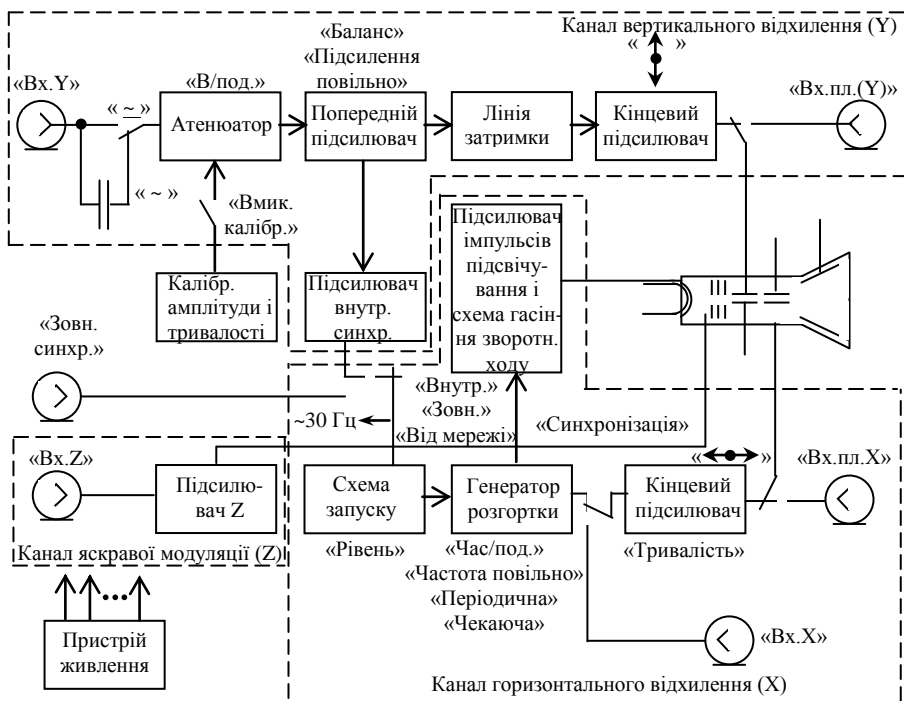 Канал вертикального відхилення (Y)
«Баланс»
«Підсилення
повільно»
« »
«Вх.Y»
«В/под.»
«Вх.пл.(Y)»
« ~ »
Атенюатор
Попередній
підсилювач
Лінія
затримки
Кінцевий
підсилювач
« ~ »
«Вмик.
калібр.»
Калібр.
амплітуди і
тривалості
Підсилювач
внутр.
синхр.
Підсилювач
імпульсів
підсвічу-
вання і
схема гасін-
ня зворотн.
ходу
«Зовн.
синхр.»
«Внутр.»
«Зовн.»
«Від мережі»
~30 Гц
«Синхронізація»
«Вх.Z»
Підсилю-
вач Z
Канал яскравої модуляції (Z)
Схема
запуску
«Рівень»
Генератор
розгортки
«Час/под.»
«Частота повільно»
«Періодична»
«Чекаюча»
« »
Кінцевий
підсилювач
«Тривалість»
«Вх.пл.X»
«Вх.X»
Пристрій
живлення
Канал горизонтального відхилення (X)